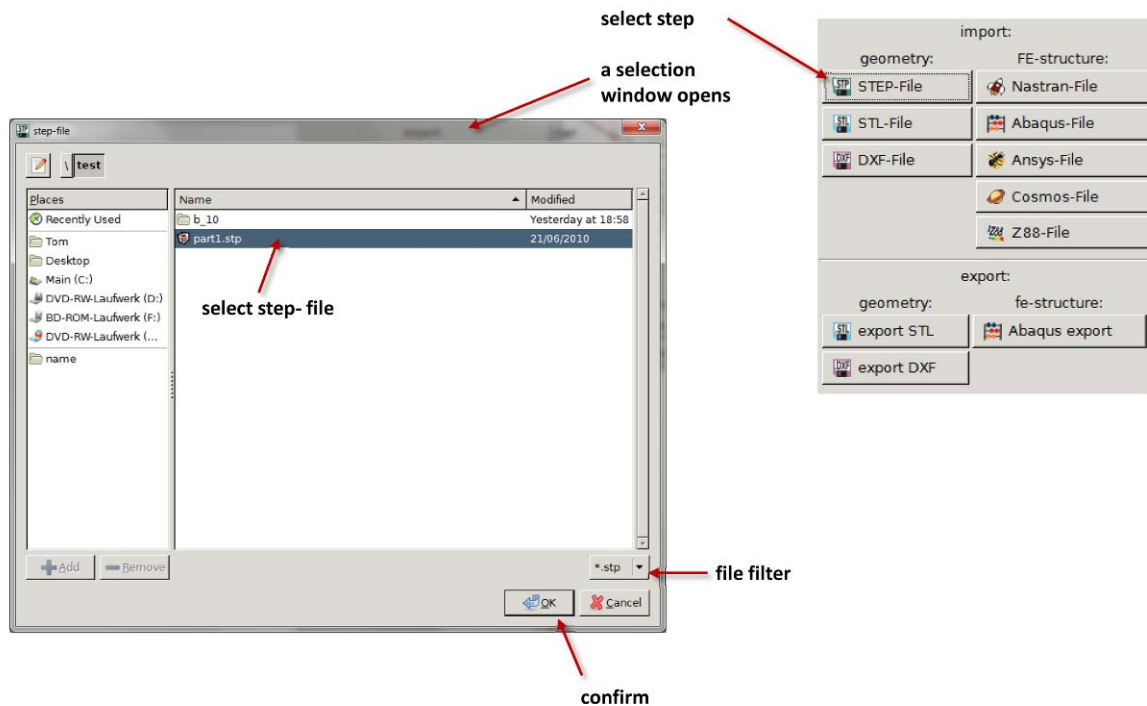 select step
a selection
window opens
import:
geometry: FE-structure:
STEP-File Nastran-File
STL-File Abaqus-File
DXF-File Ansys-File
Cosmos-File
Z88-File
export:
geometry: fe-structure:
export STL Abaqus export
export DXF
step-file
\ test
Places Name Modified
Recently Used b_10 Yesterday at 18:58
Tom part1.stp 21/06/2010
Desktop
Main (C:)
DVD-RW-Laufwerk (D:)
BD-ROM-Laufwerk (F:)
DVD-RW-Laufwerk (...
name
select step- file
Add Remove *.stp
file filter
OK Cancel
confirm